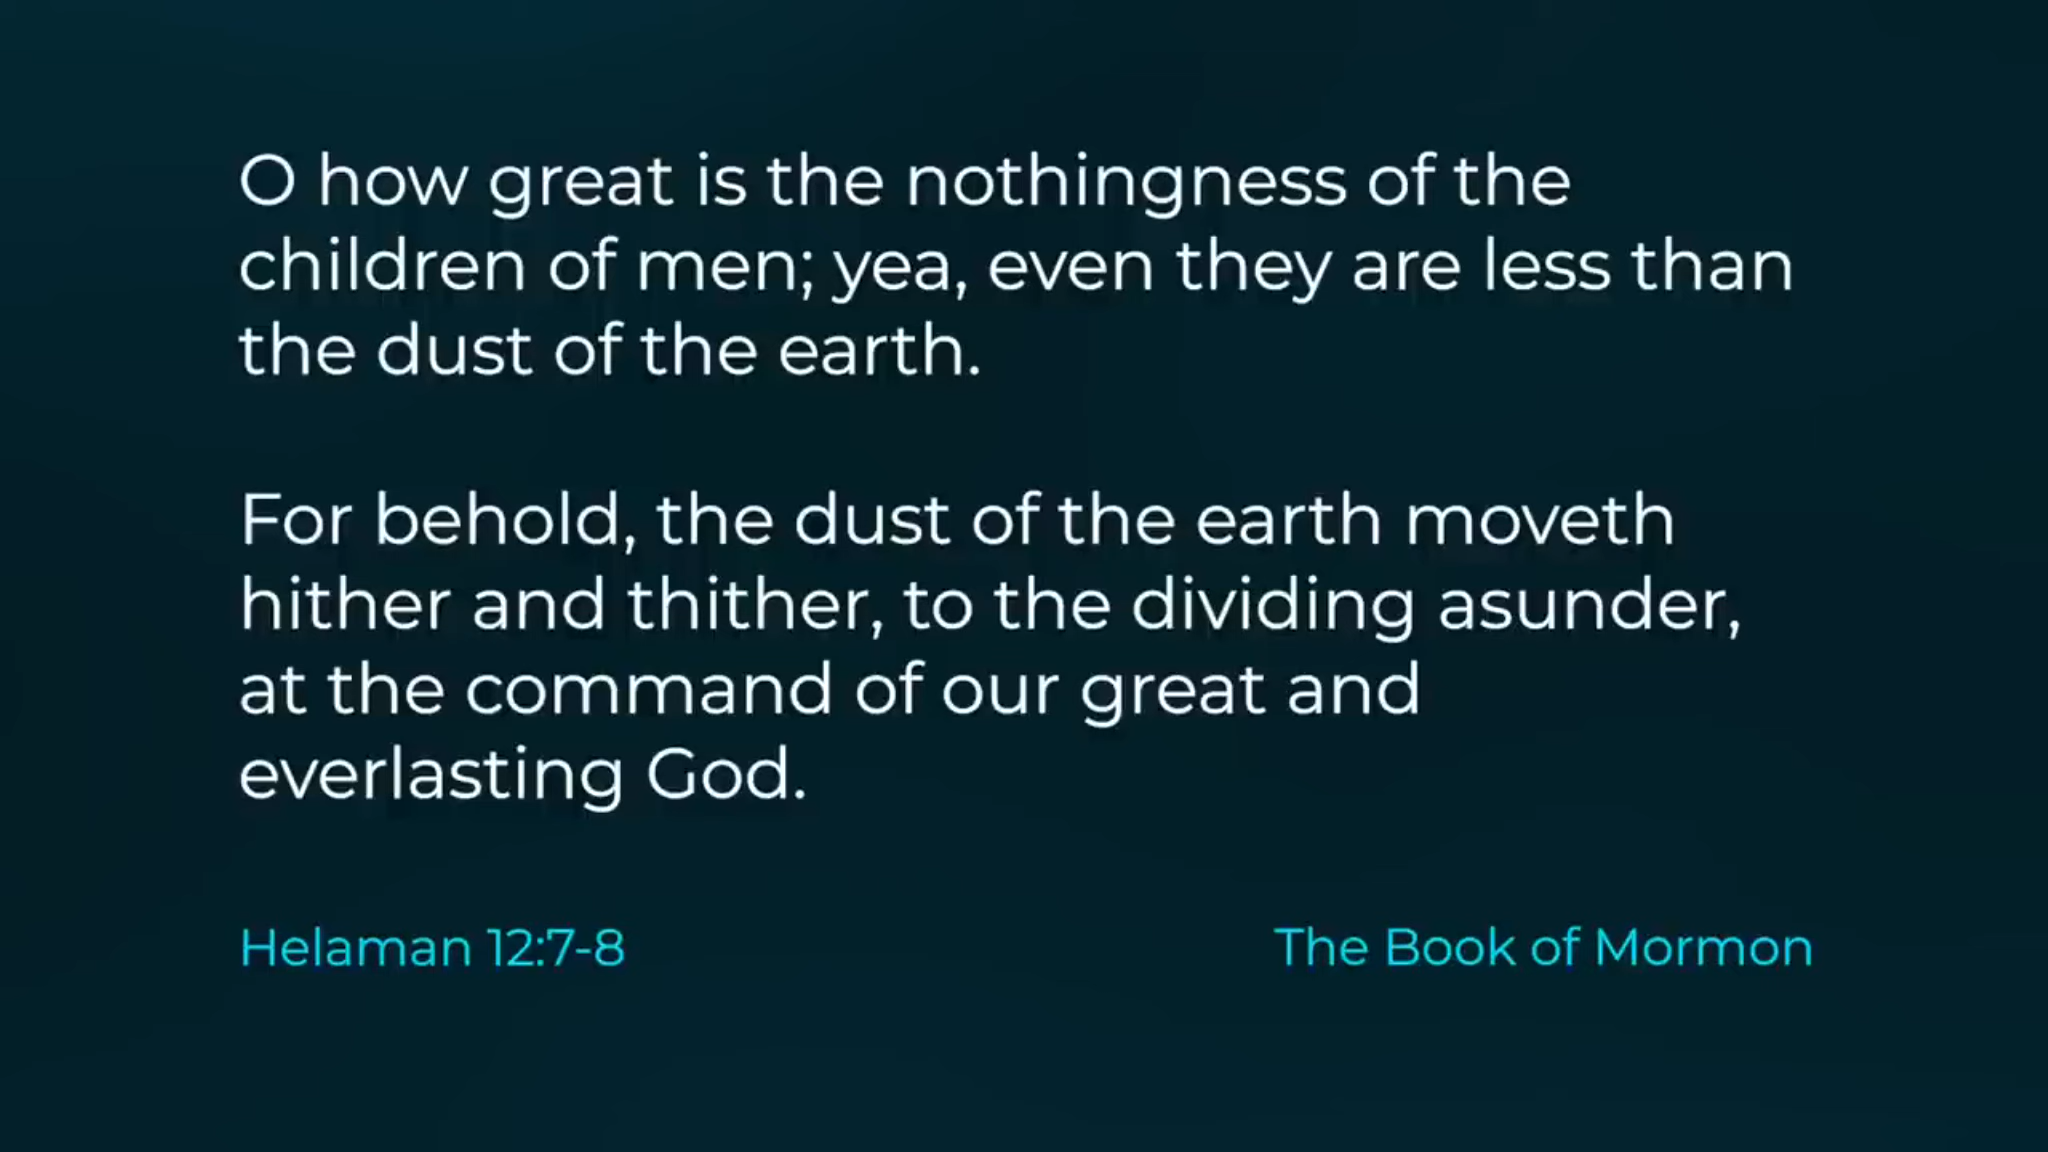 O how great is the nothingness of the
children of men; yea, even they are less than
the dust of the earth.
For behold, the dust of the earth moveth
hither and thither, to the dividing asunder,
at the command of our great and
everlasting God.
Helaman 12:7-8
The Book of Mormon